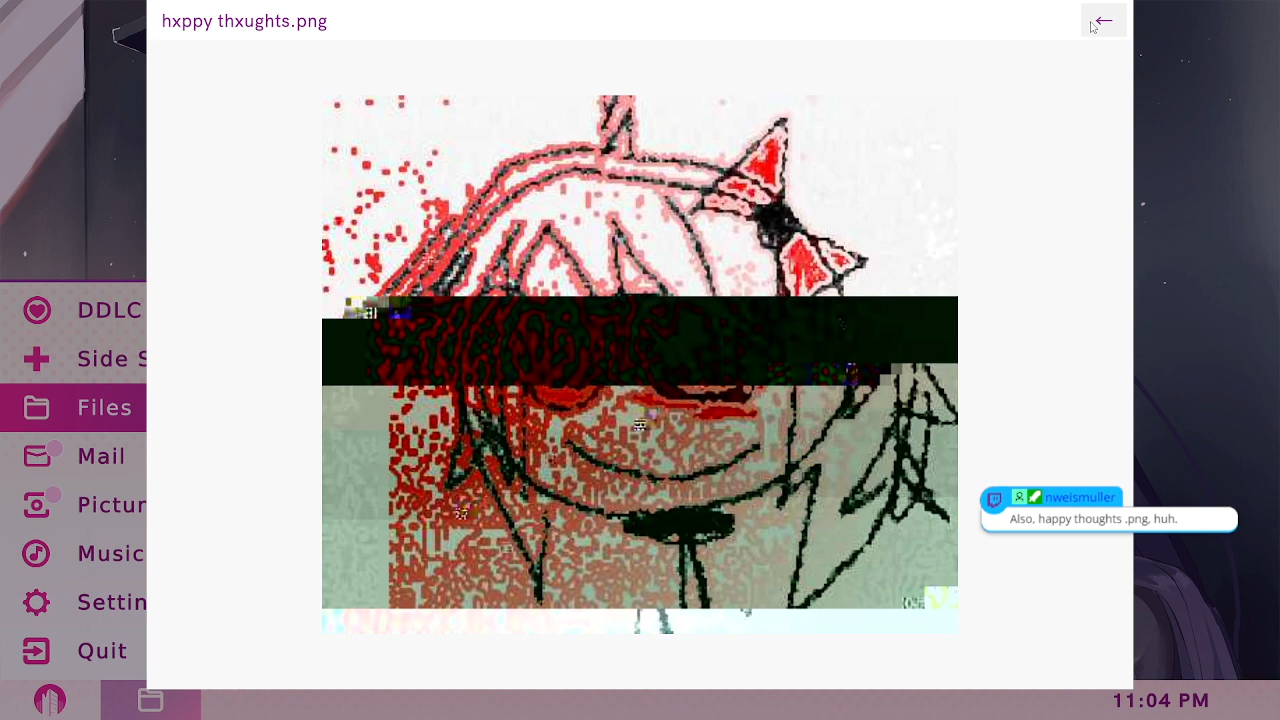 hxppy thxughts.png
←
DDLC
Side S
Files
Mail
Pictur
Music
Settin
Quit
nweismuller
Also, happy thoughts .png, huh.
11:04 PM